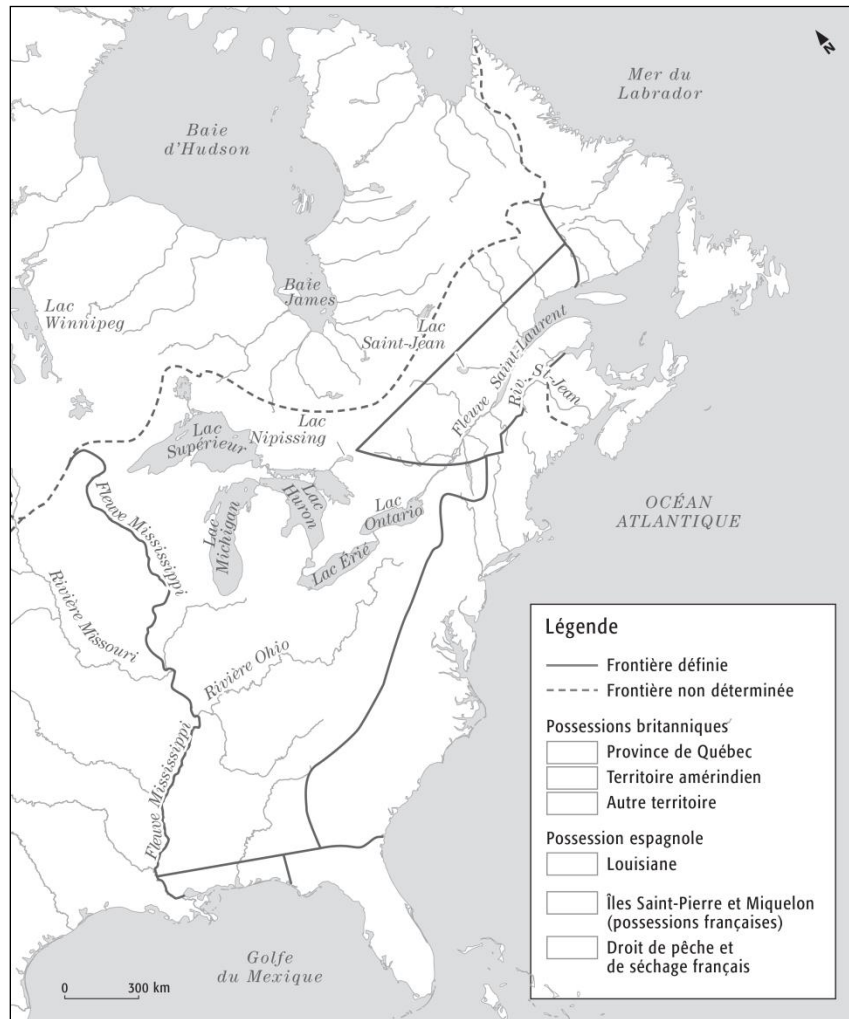 N
Mer du
Labrador
Baie
d'Hudson
Baie
James
Lac
Winnipeg
Lac
Saint-Jean
Fleuve Saint-Laurent
Riv. St-Jean
Lac
Nipissing
Lac
Supérieur
Lac
Huron
Lac
Michigan
Lac
Ontario
Lac Érié
OCÉAN
ATLANTIQUE
Fleuve Mississippi
Rivière Missouri
Rivière Ohio
Fleuve Mississippi
Golfe
du Mexique
0 300 km
Légende
Frontière définie
Frontière non déterminée
Possessions britanniques
Province de Québec
Territoire amérindien
Autre territoire
Possession espagnole
Louisiane
Îles Saint-Pierre et Miquelon
(possessions françaises)
Droit de pêche et
de séchage français